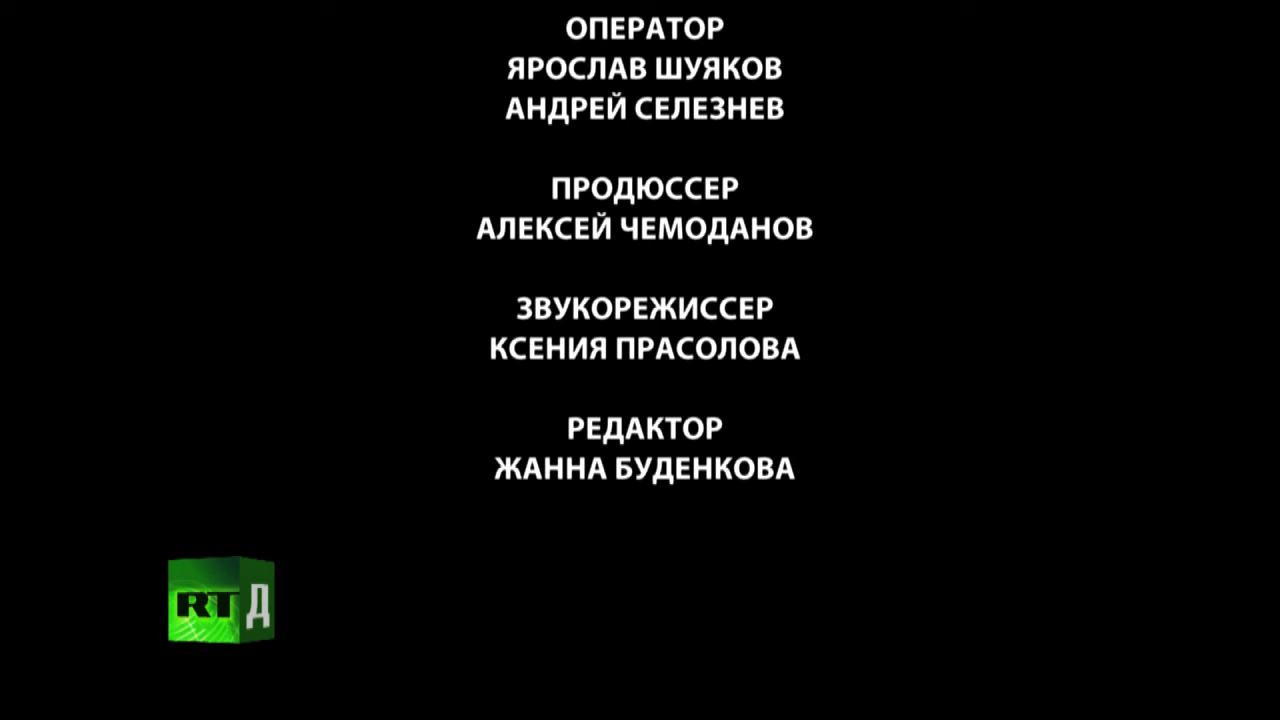 ОПЕРАТОР
ЯРОСЛАВ ШУЯКОВ
АНДРЕЙ СЕЛЕЗНЕВ
ПРОДЮССЕР
АЛЕКСЕЙ ЧЕМОДАНОВ
ЗВУКОРЕЖИССЕР
КСЕНИЯ ПРАСОЛОВА
РЕДАКТОР
ЖАННА БУДЕНКОВА
RT Д